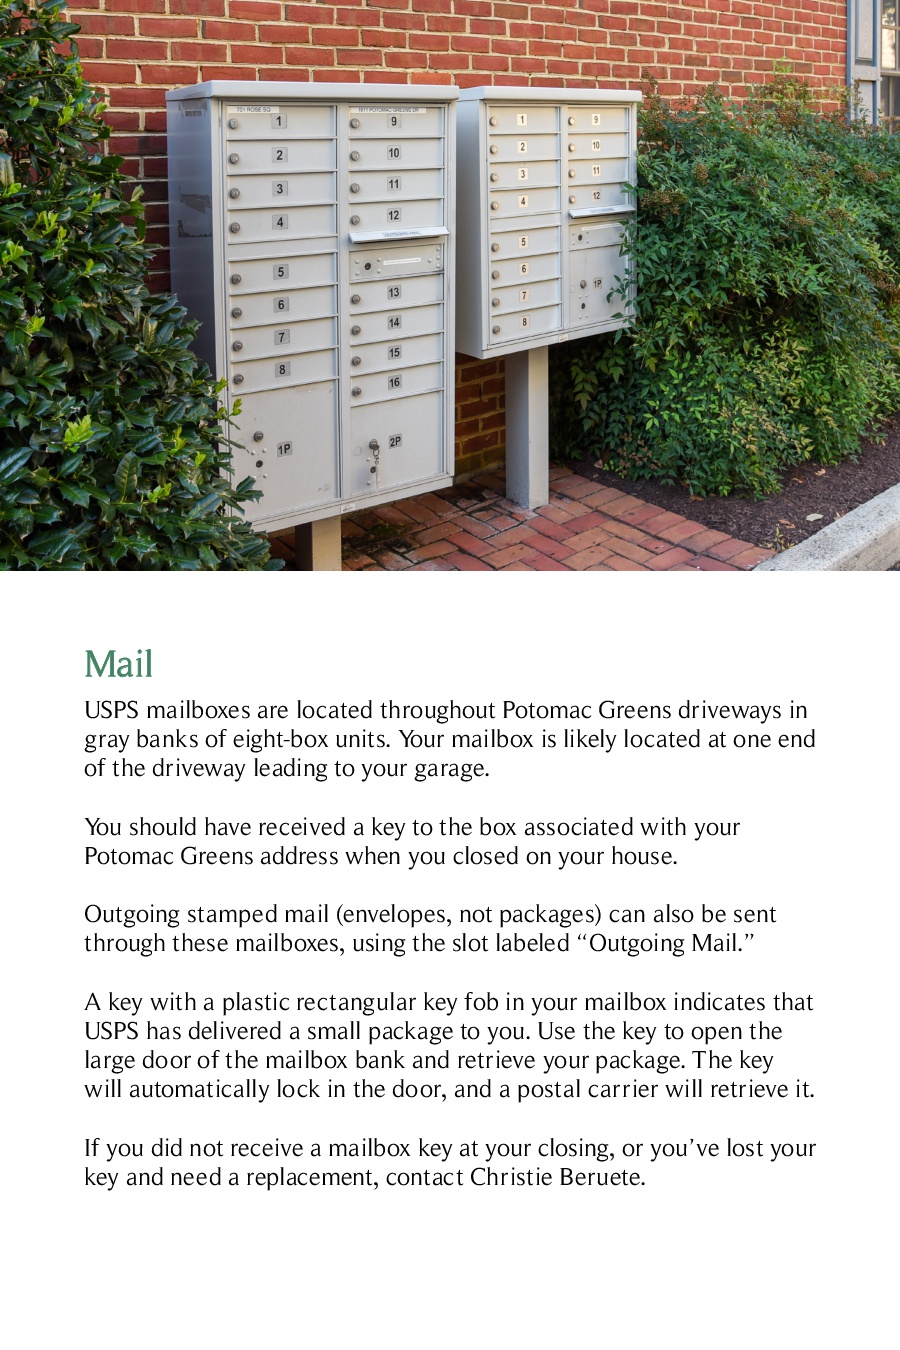 701 ROSE SQ
1
2
3
4
5
6
7
8
1P
9
10
11
12
13
14
15
16
2P
1
2
3
4
5
6
7
8
9
10
11
12
1P
Mail
USPS mailboxes are located throughout Potomac Greens driveways in
gray banks of eight-box units. Your mailbox is likely located at one end
of the driveway leading to your garage.
You should have received a key to the box associated with your
Potomac Greens address when you closed on your house.
Outgoing stamped mail (envelopes, not packages) can also be sent
through these mailboxes, using the slot labeled “Outgoing Mail.”
A key with a plastic rectangular key fob in your mailbox indicates that
USPS has delivered a small package to you. Use the key to open the
large door of the mailbox bank and retrieve your package. The key
will automatically lock in the door, and a postal carrier will retrieve it.
If you did not receive a mailbox key at your closing, or you’ve lost your
key and need a replacement, contact Christie Beruete.